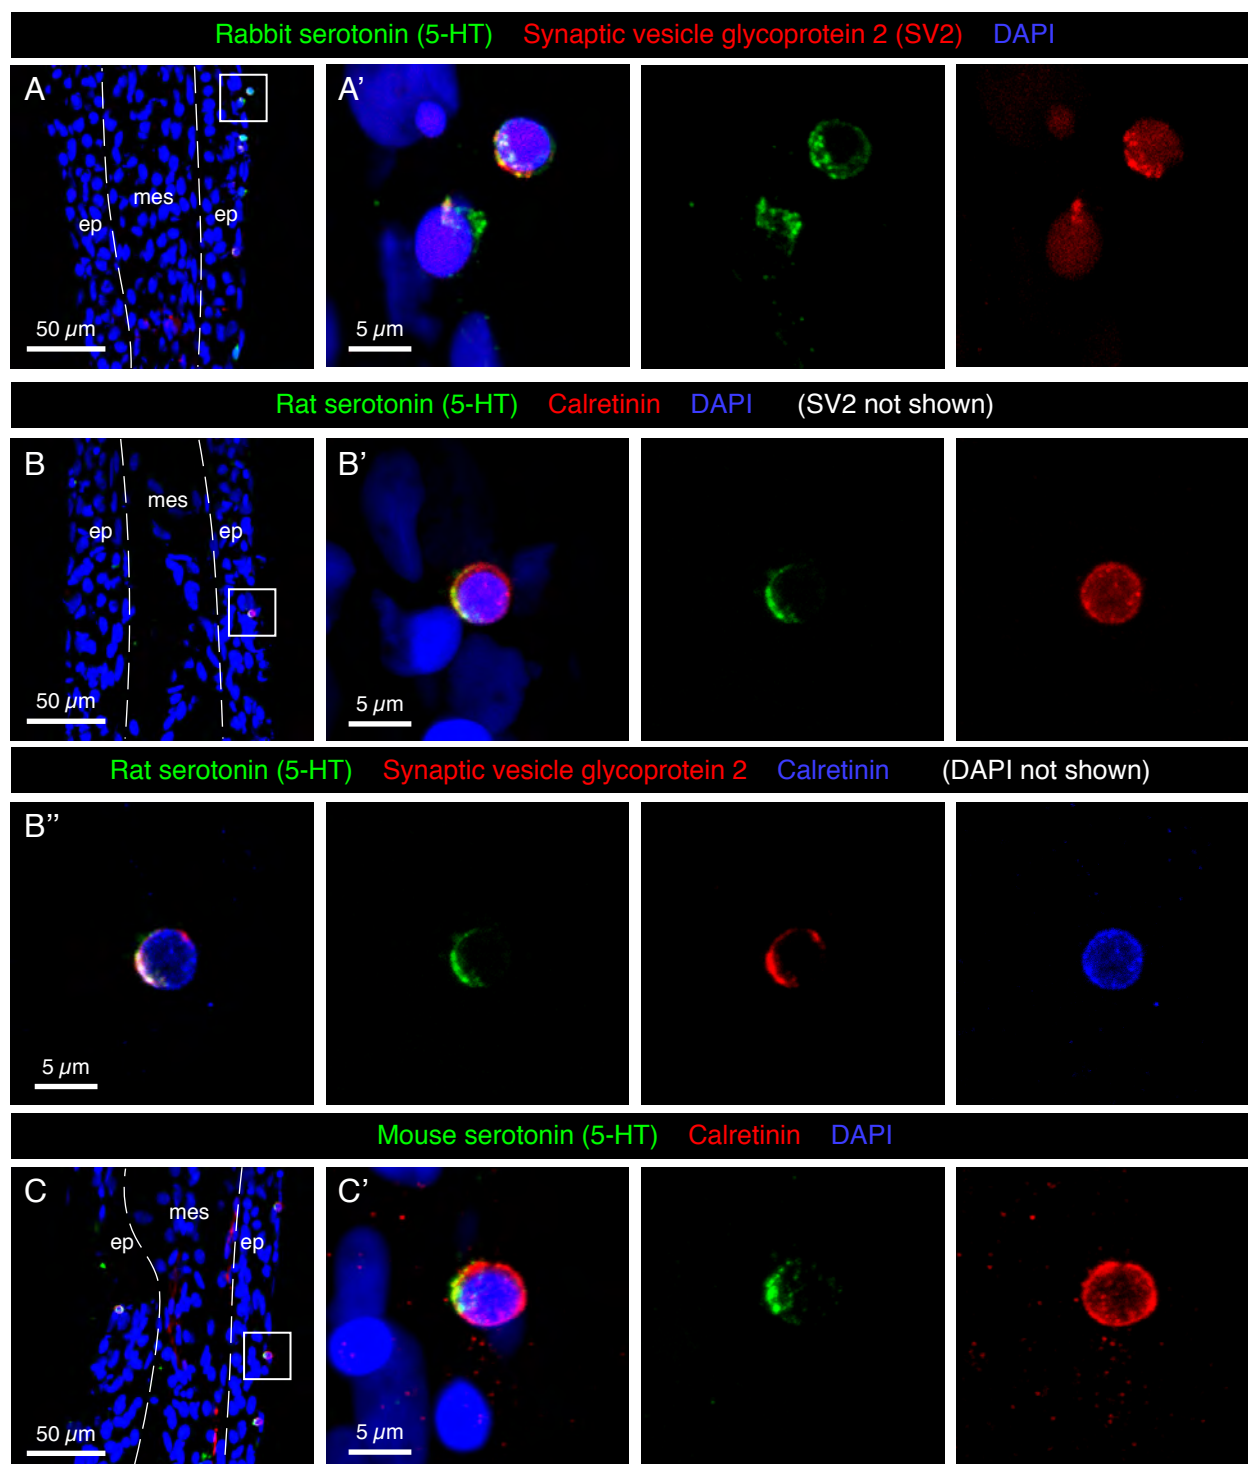 Rabbit serotonin (5-HT) Synaptic vesicle glycoprotein 2 (SV2) DAPI
A
mes
ep
ep
50 µm
A'
5 µm
Rat serotonin (5-HT) Calretinin DAPI (SV2 not shown)
B
mes
ep
ep
50 µm
B'
5 µm
Rat serotonin (5-HT) Synaptic vesicle glycoprotein 2 Calretinin (DAPI not shown)
B''
5 µm
Mouse serotonin (5-HT) Calretinin DAPI
C
mes
ep
ep
50 µm
C'
5 µm